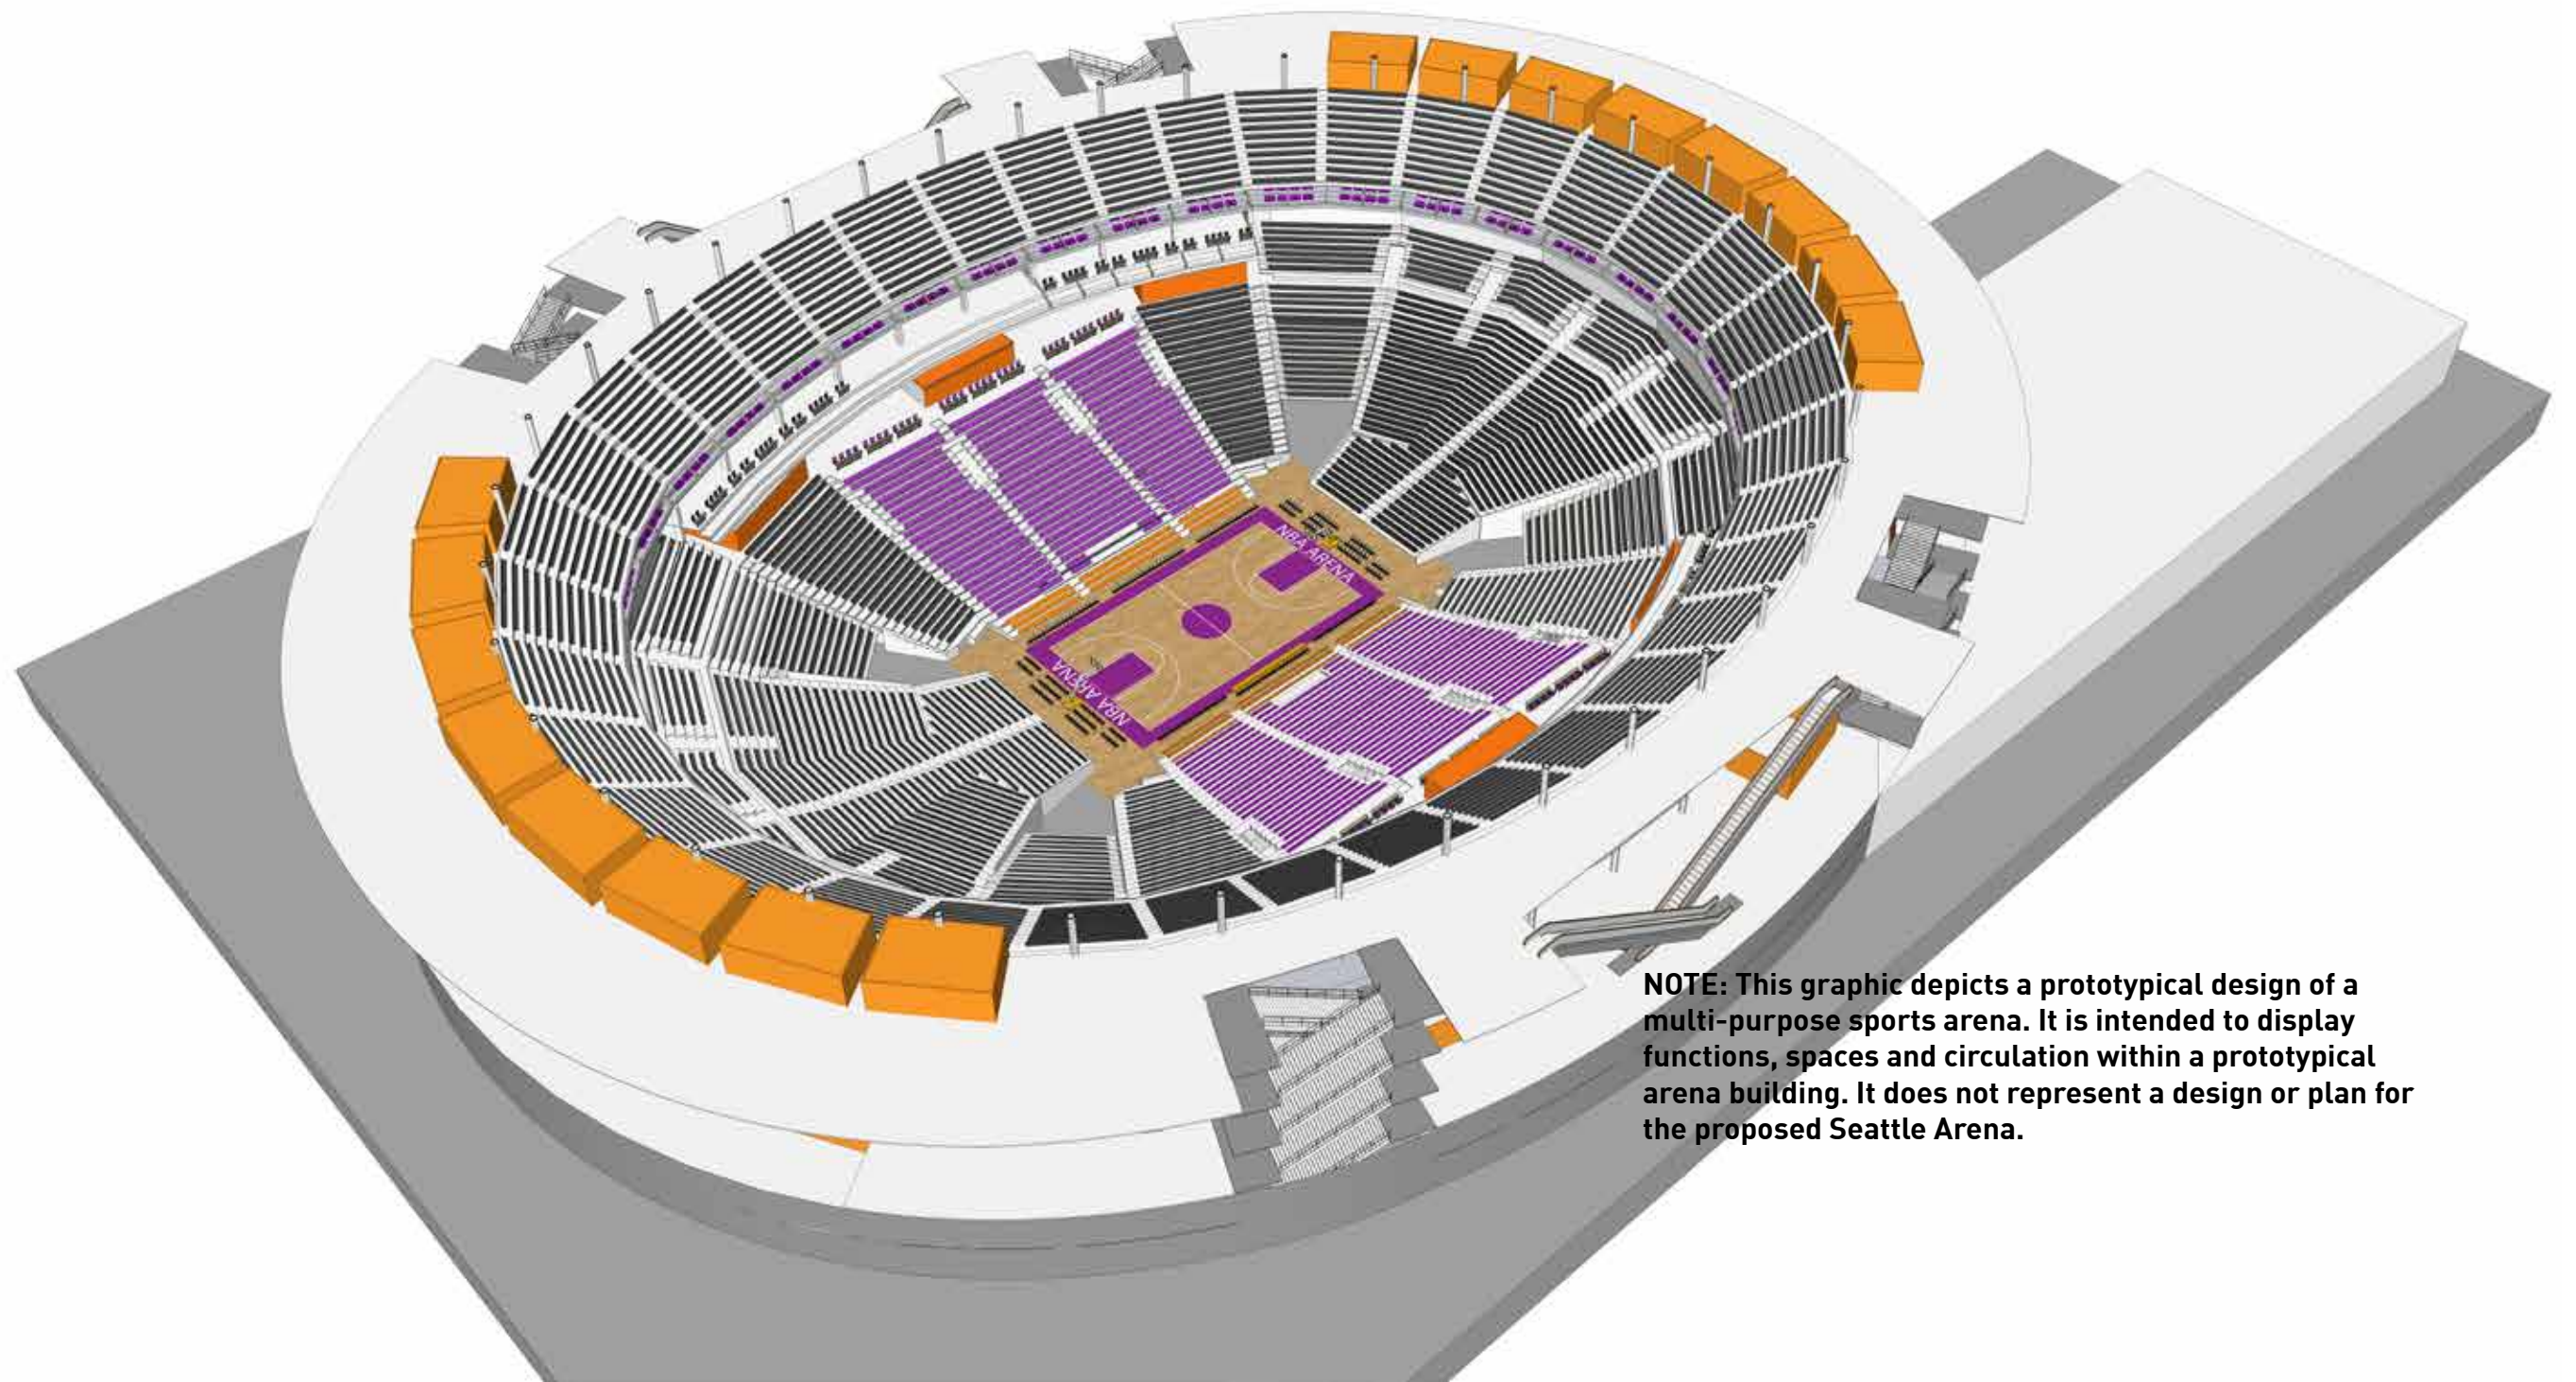 NBA ARENA
NBA ARENA
NOTE: This graphic depicts a prototypical design of a
multi-purpose sports arena. It is intended to display
functions, spaces and circulation within a prototypical
arena building. It does not represent a design or plan for
the proposed Seattle Arena.